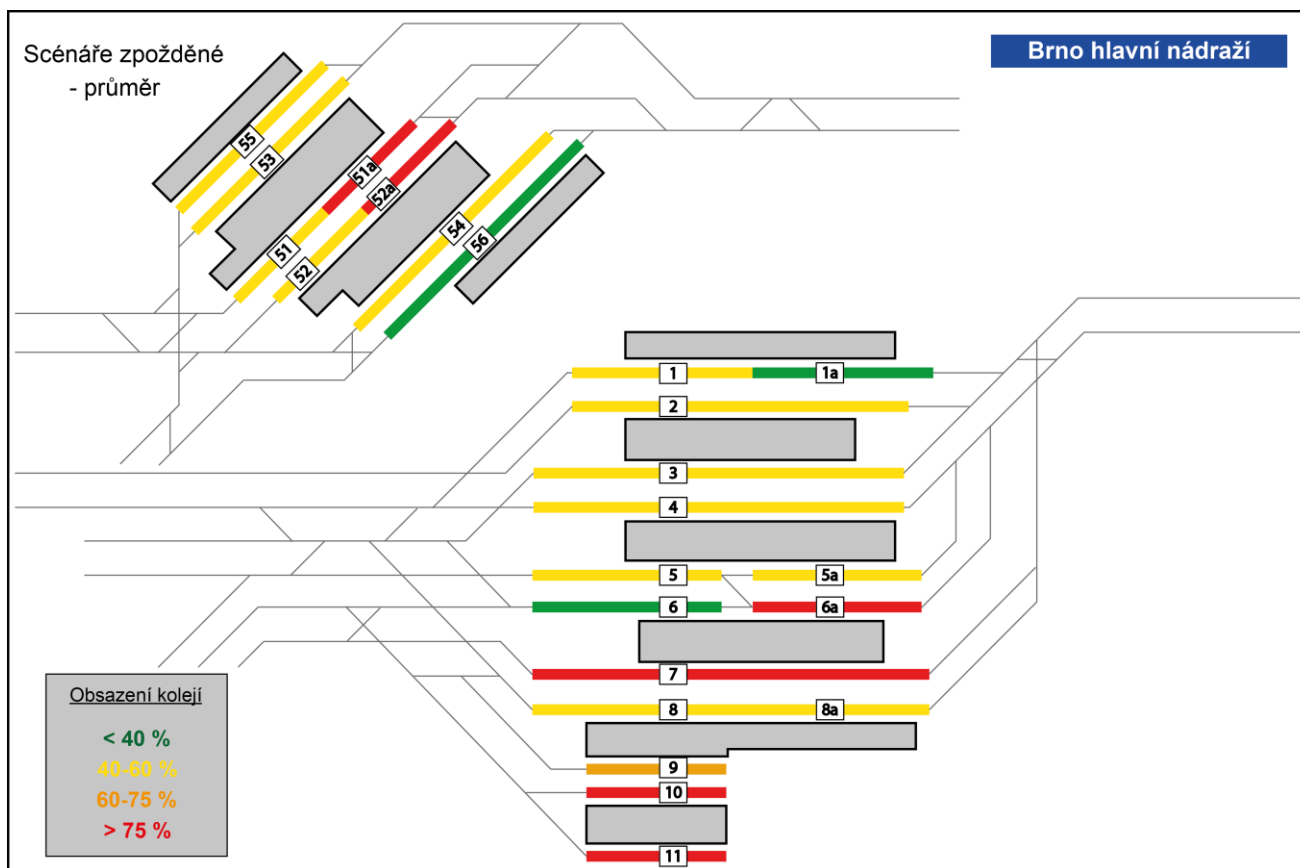 Scénáře zpožděné
- průměr
Brno hlavní nádraží
55
53
51a
52a
51
52
54
56
1
1a
2
3
4
5
5a
6
6a
7
8
8a
9
10
11
Obsazení kolejí
< 40 %
40-60 %
60-75 %
> 75 %